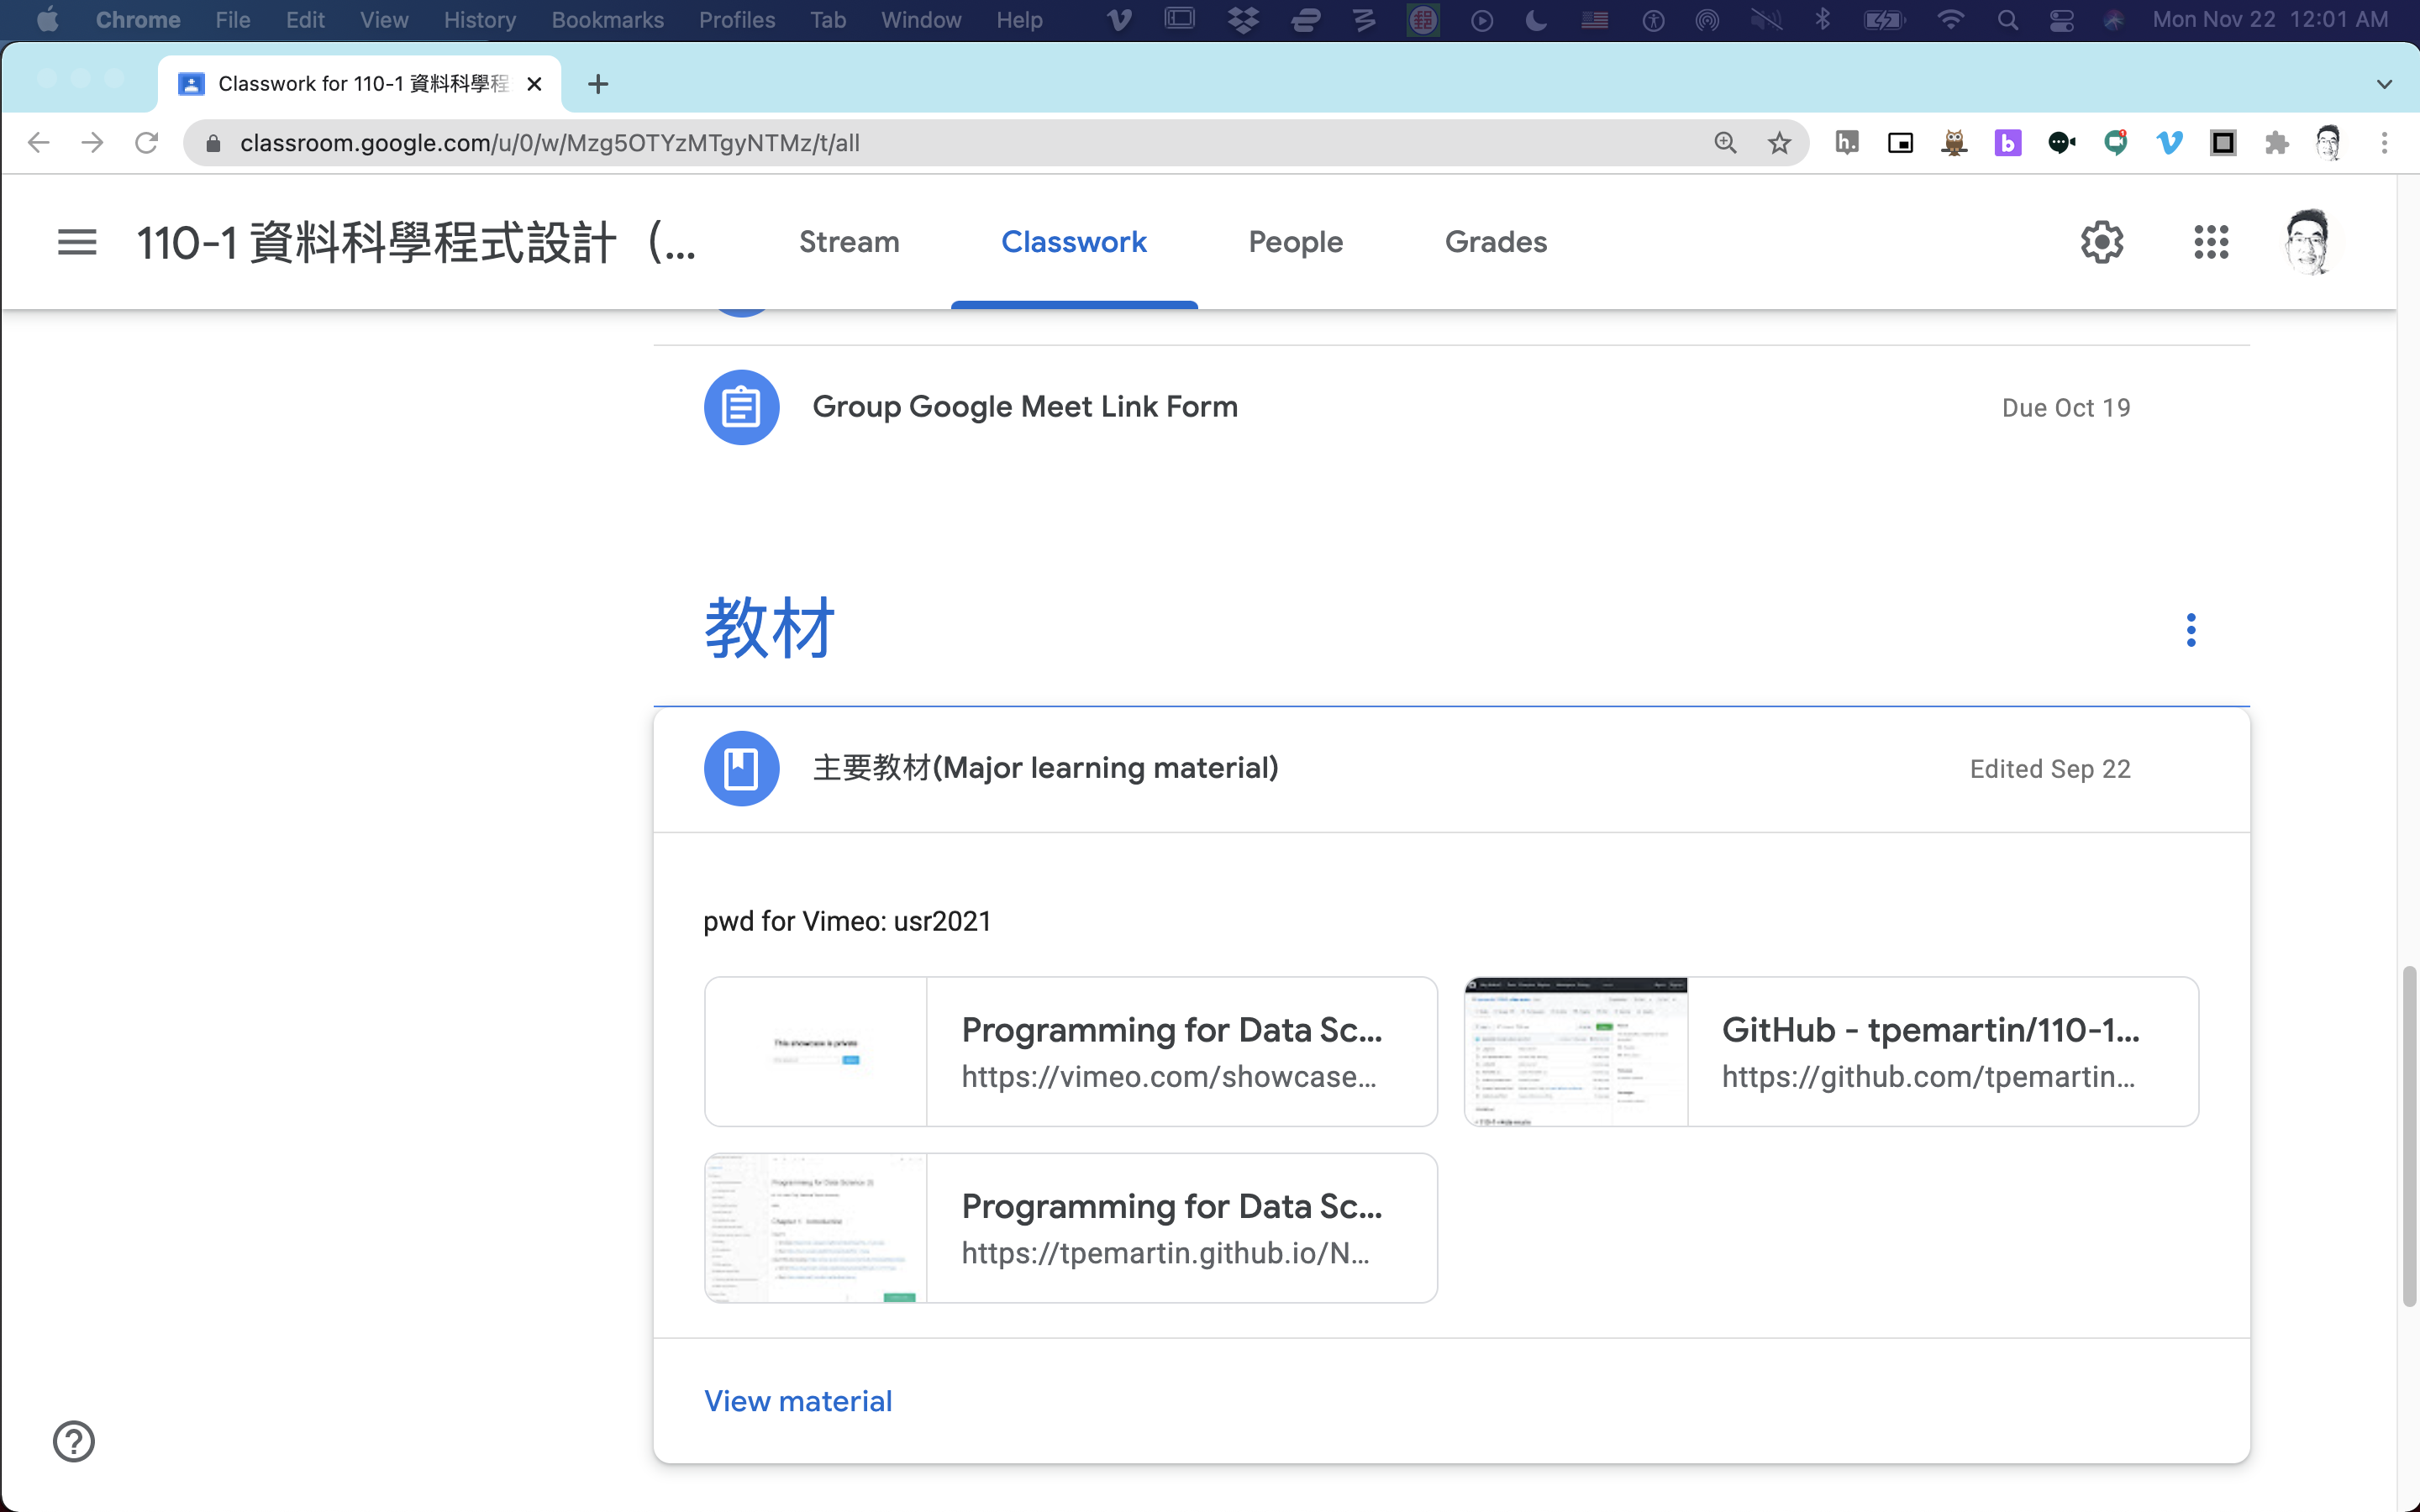 Chrome File Edit View History Bookmarks Profiles Tab Window Help Mon Nov 22 12:01 AM
Classwork for 110-1 資料科學程
classroom.google.com/u/0/w/Mzg5OTYzMTgyNTMz/t/all
110-1 資料科學程式設計（... Stream Classwork People Grades
Group Google Meet Link Form Due Oct 19
教材
主要教材(Major learning material) Edited Sep 22
pwd for Vimeo: usr2021
This showcase is private
Programming for Data Sc...
https://vimeo.com/showcase...
GitHub - tpemartin/110-1...
https://github.com/tpemartin...
Programming for Data Sc...
https://tpemartin.github.io/N...
View material